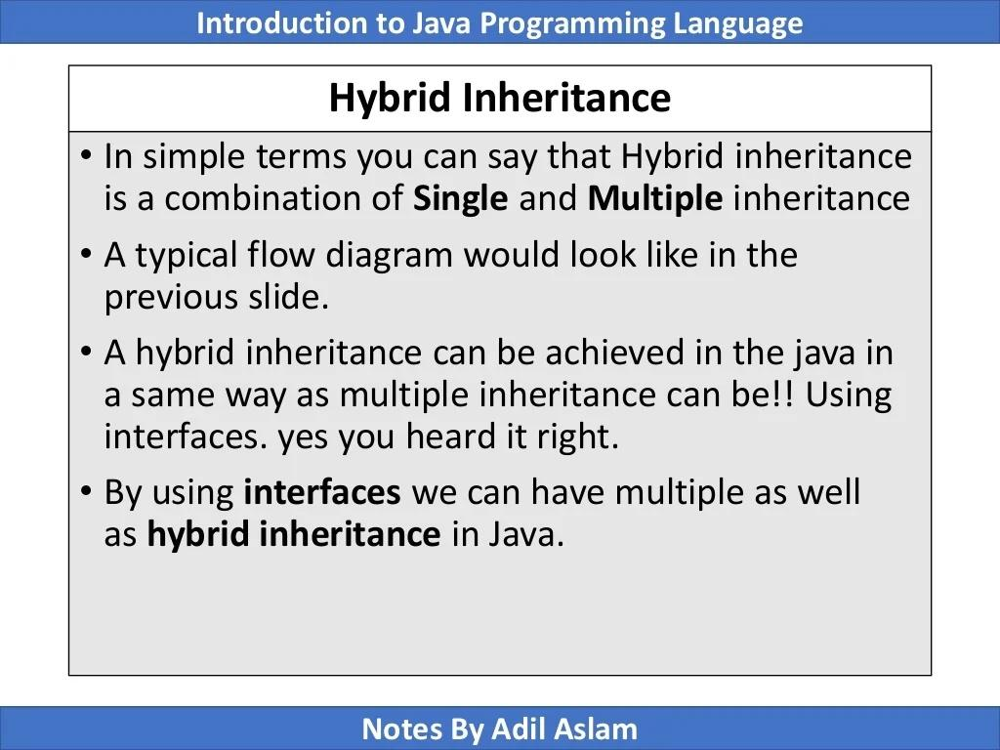 Introduction to Java Programming Language
Hybrid Inheritance
• In simple terms you can say that Hybrid inheritance
is a combination of Single and Multiple inheritance
• A typical flow diagram would look like in the
previous slide.
• A hybrid inheritance can be achieved in the java in
a same way as multiple inheritance can be!! Using
interfaces. yes you heard it right.
• By using interfaces we can have multiple as well
as hybrid inheritance in Java.
Notes By Adil Aslam